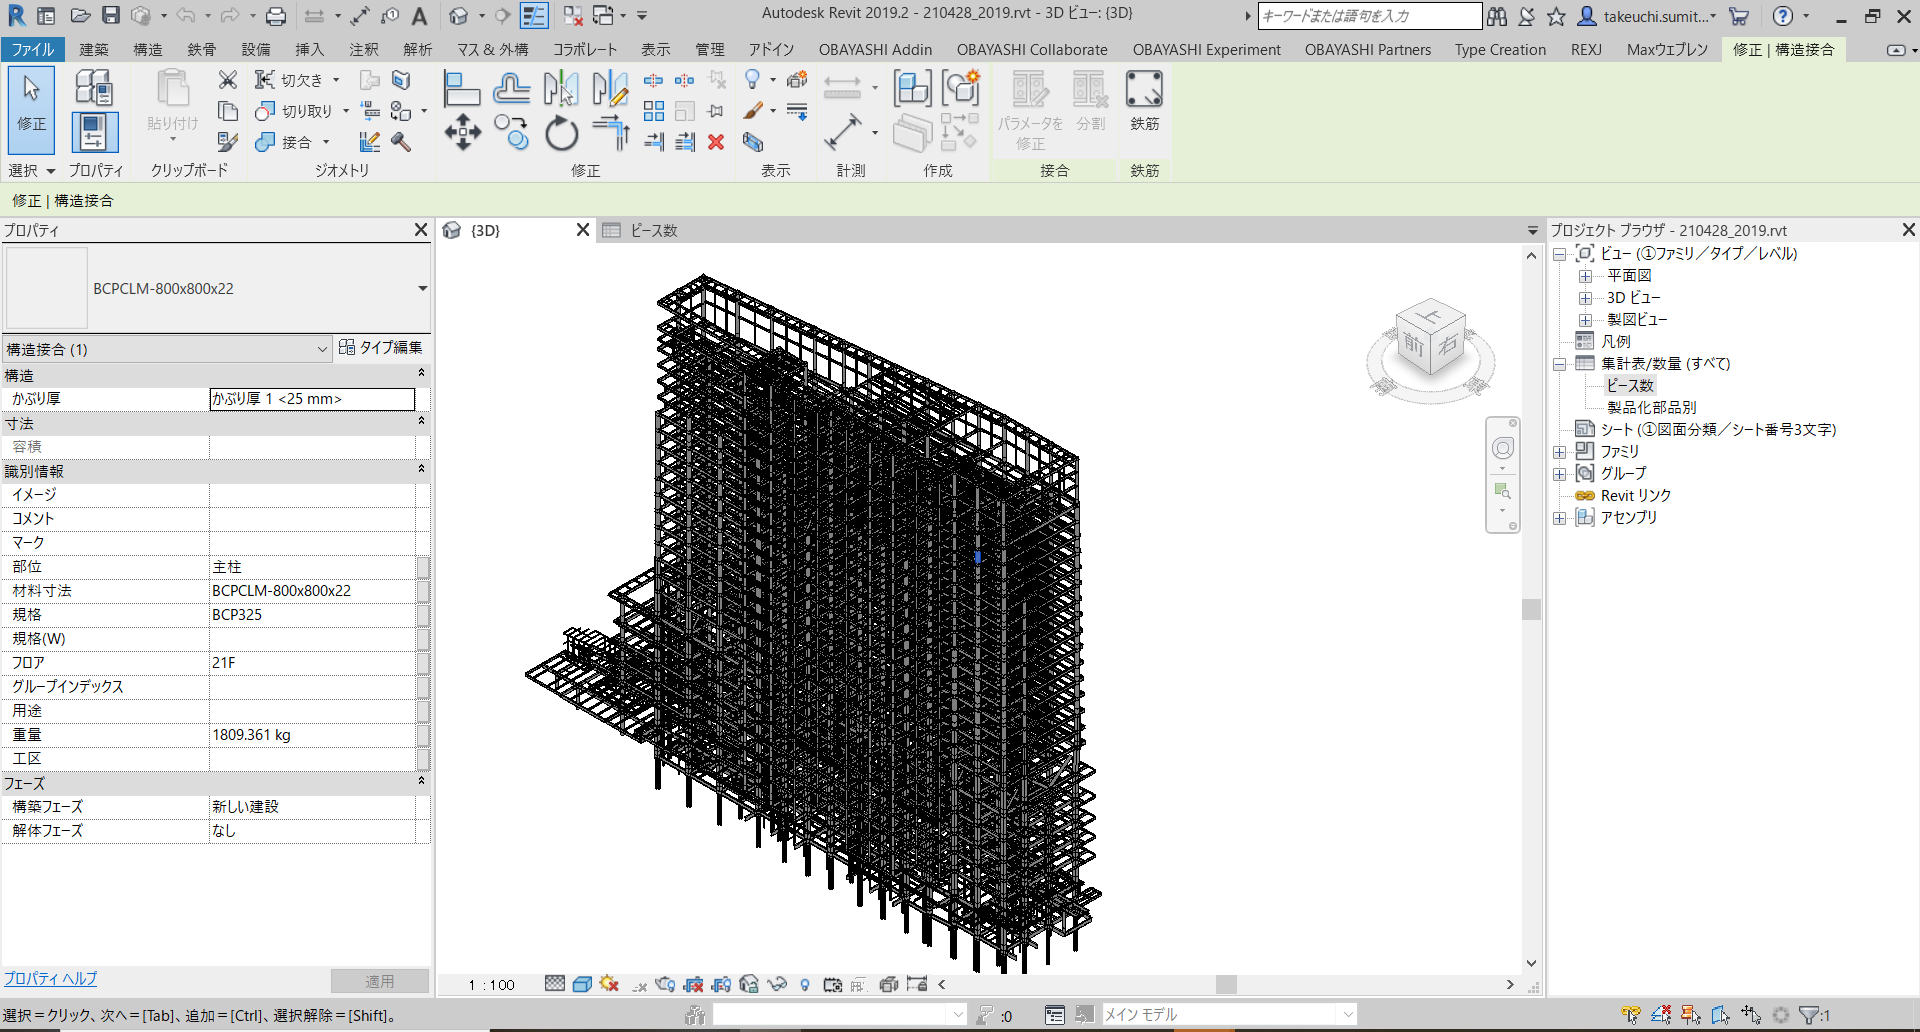 Autodesk Revit 2019.2 - 210428_2019.rvt - 3D ビュー: {3D}
キーワードまたは語句を入力
takeuchi.sumit...
ファイル 建築 構造 鉄骨 設備 挿入 注釈 解析 マス & 外構 コラボレート 表示 管理 アドイン OBAYASHI Addin OBAYASHI Collaborate OBAYASHI Experiment OBAYASHI Partners Type Creation REXJ Maxウェブレン 修正 | 構造接合
修正
貼り付け
切欠き
切り取り
接合
パラメータを
修正
分割
鉄筋
選択 プロパティ クリップボード ジオメトリ 修正 表示 計測 作成 接合 鉄筋
修正 | 構造接合
プロパティ
BCPCLM-800x800x22
構造接合 (1)
タイプ編集
構造
かぶり厚 かぶり厚 1 <25 mm>
寸法
容積
識別情報
イメージ
コメント
マーク
部位 主柱
材料寸法 BCPCLM-800x800x22
規格 BCP325
規格(W)
フロア 21F
グループインデックス
用途
重量 1809.361 kg
工区
フェーズ
構築フェーズ 新しい建設
解体フェーズ なし
プロパティ ヘルプ
適用
{3D}
ピース数
上
前
右
1 : 100
プロジェクト ブラウザ - 210428_2019.rvt
ビュー (①ファミリ／タイプ／レベル)
平面図
3D ビュー
製図ビュー
凡例
集計表/数量 (すべて)
ピース数
製品化部品別
シート (①図面分類／シート番号3文字)
ファミリ
グループ
Revit リンク
アセンブリ
選択＝クリック、次へ＝[Tab]、追加＝[Ctrl]、選択解除＝[Shift]。
:0
メイン モデル
:1